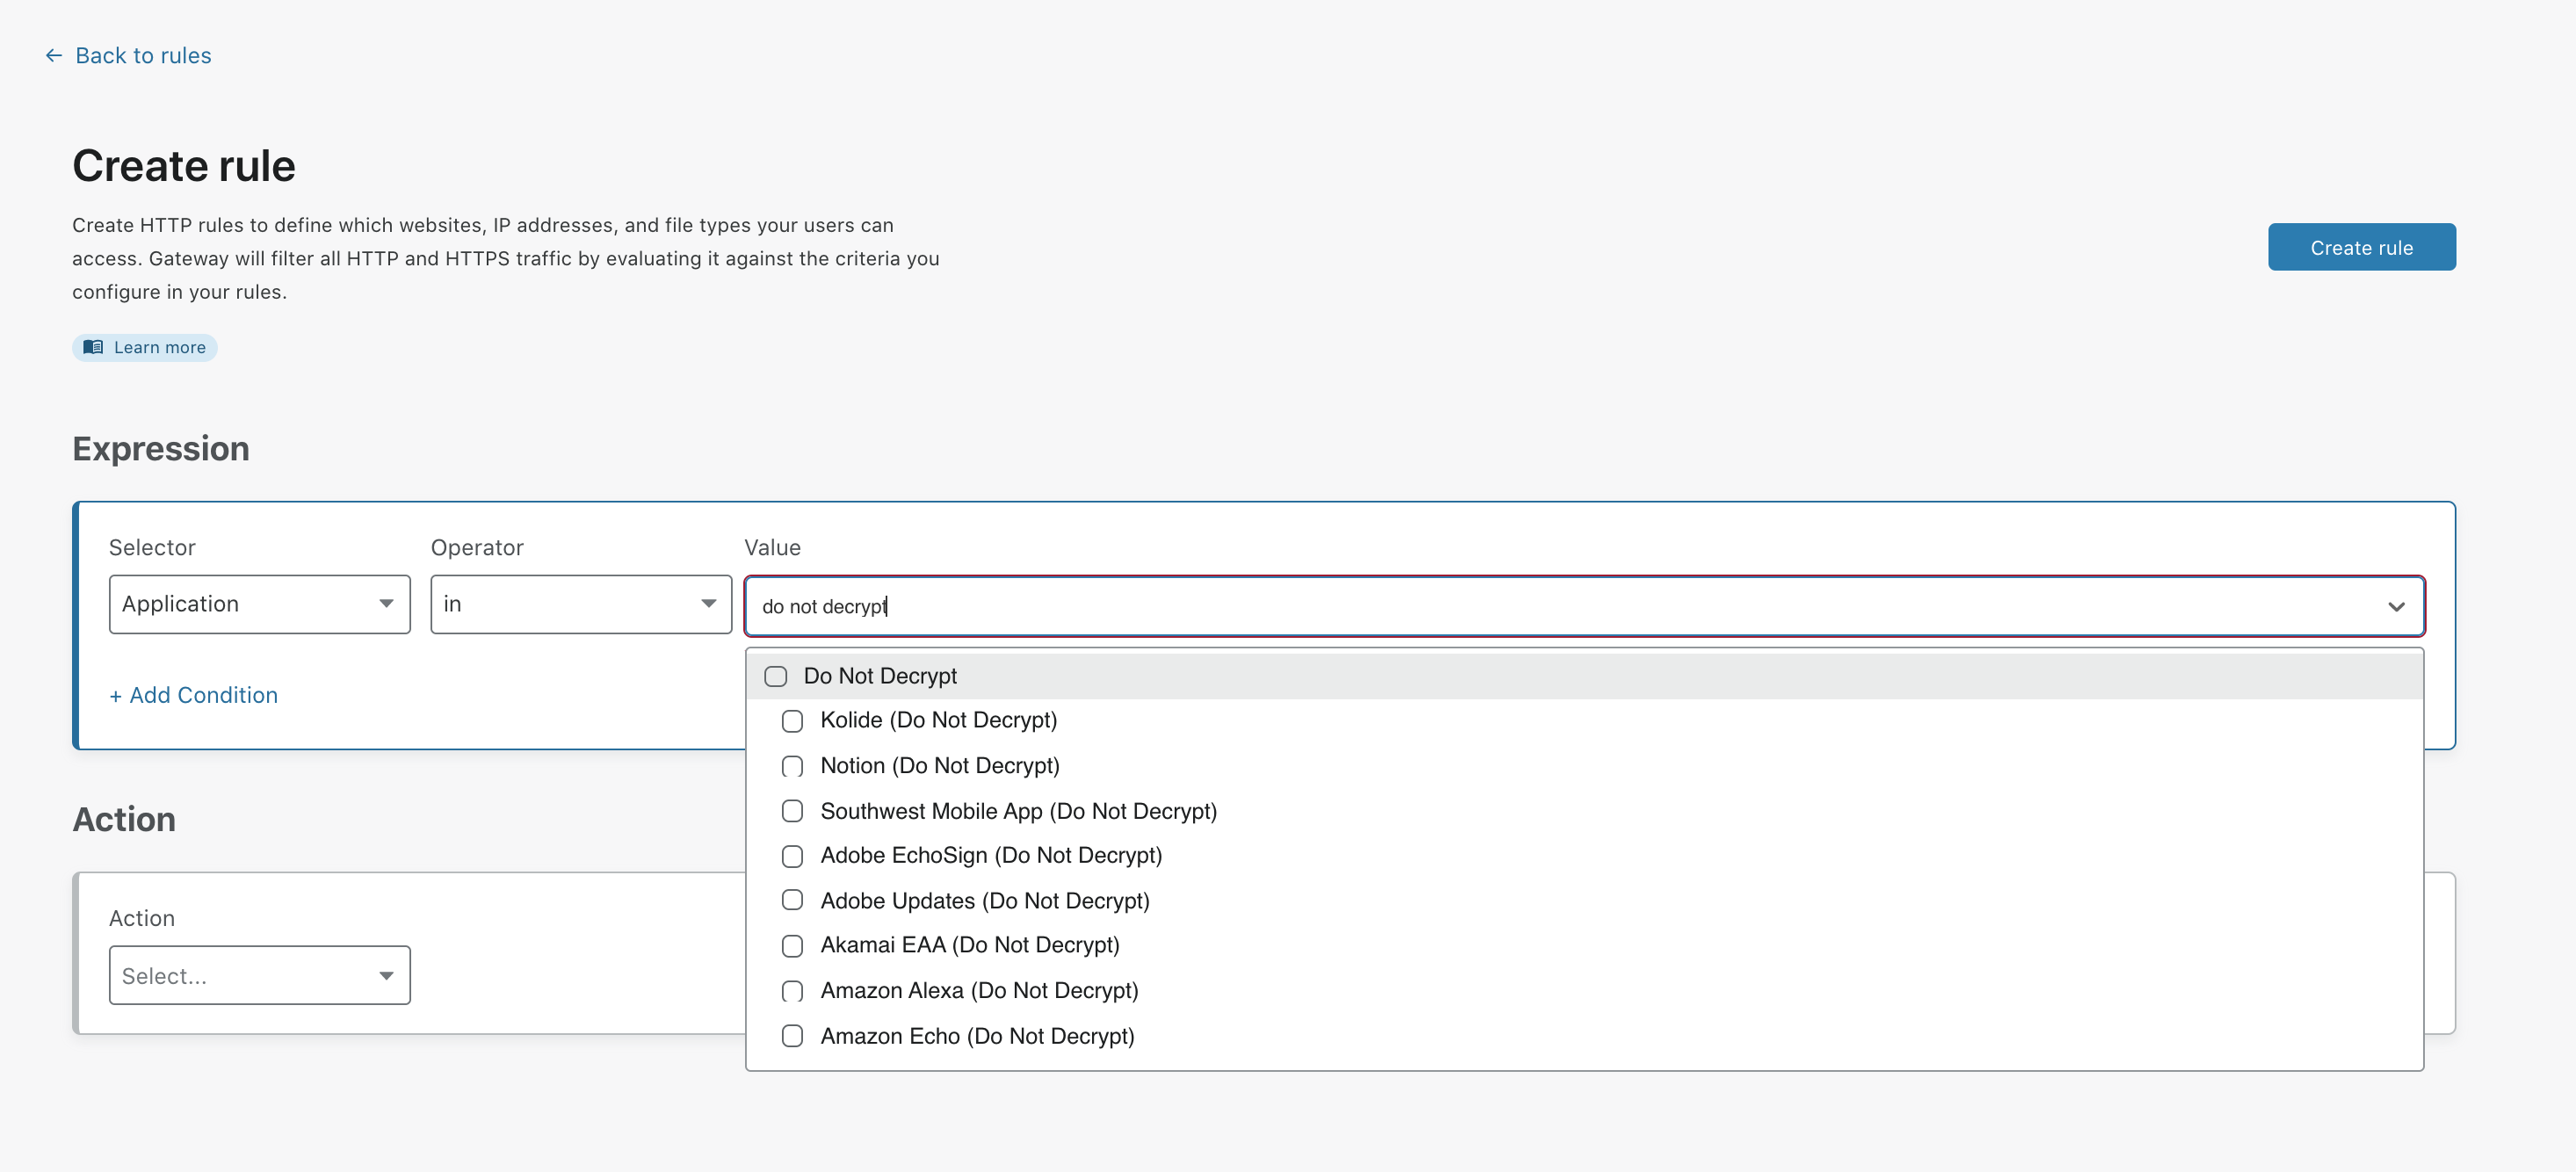 ← Back to rules
Create rule
Create HTTP rules to define which websites, IP addresses, and file types your users can
access. Gateway will filter all HTTP and HTTPS traffic by evaluating it against the criteria you
configure in your rules.
Create rule
Learn more
Expression
Selector Operator Value
Application in do not decrypt
Do Not Decrypt
+ Add Condition
Kolide (Do Not Decrypt)
Notion (Do Not Decrypt)
Southwest Mobile App (Do Not Decrypt)
Adobe EchoSign (Do Not Decrypt)
Adobe Updates (Do Not Decrypt)
Akamai EAA (Do Not Decrypt)
Amazon Alexa (Do Not Decrypt)
Amazon Echo (Do Not Decrypt)
Action
Action
Select...